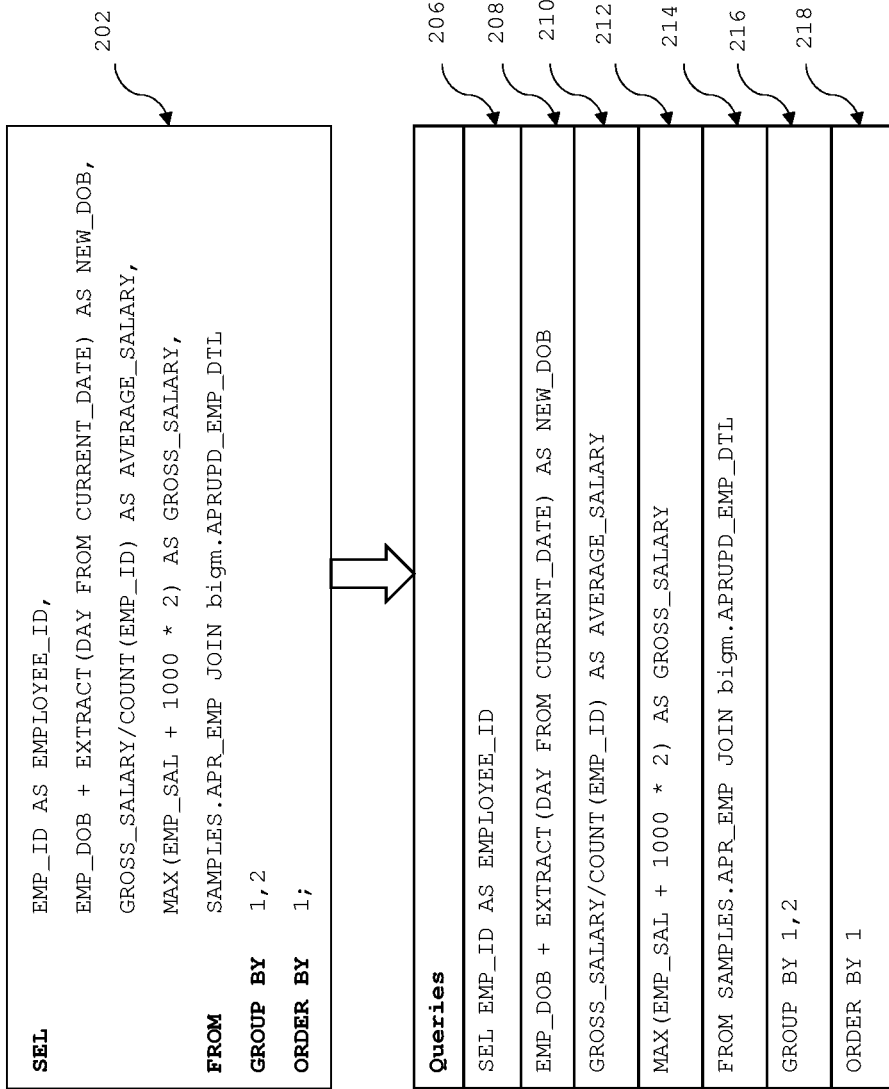 202
SEL EMP_ID AS EMPLOYEE_ID,
EMP_DOB + EXTRACT(DAY FROM CURRENT_DATE) AS NEW_DOB,
GROSS_SALARY/COUNT(EMP_ID) AS AVERAGE_SALARY,
MAX(EMP_SAL + 1000 * 2) AS GROSS_SALARY,
FROM SAMPLES.APR_EMP JOIN bigm.APRUPD_EMP_DTL
GROUP BY 1,2
ORDER BY 1;
Queries 206
SEL EMP_ID AS EMPLOYEE_ID 208
EMP_DOB + EXTRACT(DAY FROM CURRENT_DATE) AS NEW_DOB 210
GROSS_SALARY/COUNT(EMP_ID) AS AVERAGE_SALARY 212
MAX(EMP_SAL + 1000 * 2) AS GROSS_SALARY 214
FROM SAMPLES.APR_EMP JOIN bigm.APRUPD_EMP_DTL 216
GROUP BY 1,2 218
ORDER BY 1